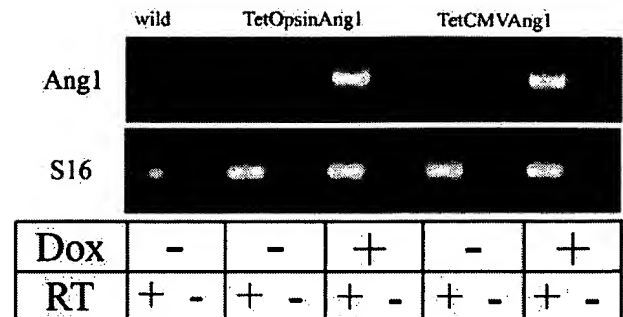 wild TetOpsinAng1 TetCMVAng1
Ang1
S16
Dox - - + - +
RT + - + - + - + - + -